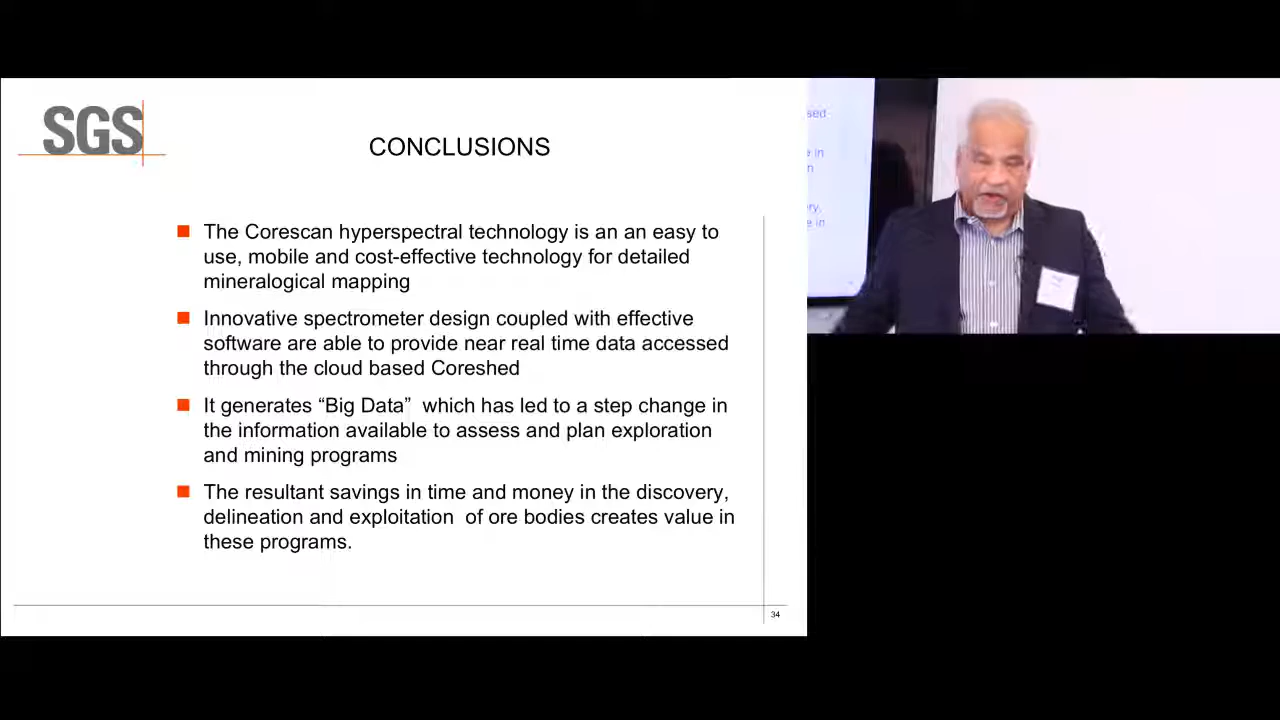 SGS
CONCLUSIONS
■ The Corescan hyperspectral technology is an an easy to
use, mobile and cost-effective technology for detailed
mineralogical mapping
■ Innovative spectrometer design coupled with effective
software are able to provide near real time data accessed
through the cloud based Coreshed
■ It generates “Big Data” which has led to a step change in
the information available to assess and plan exploration
and mining programs
■ The resultant savings in time and money in the discovery,
delineation and exploitation of ore bodies creates value in
these programs.
34
in
in